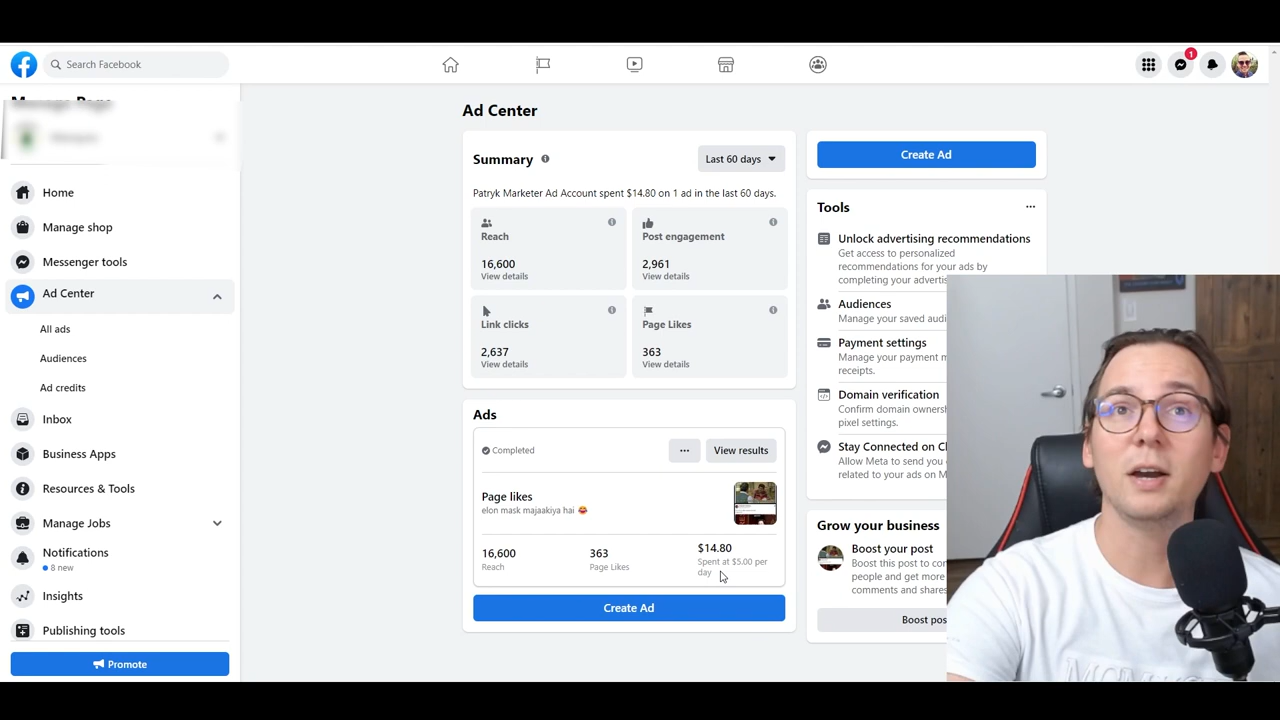 Search Facebook
1
Manage Page
Home
Manage shop
Messenger tools
Ad Center
All ads
Audiences
Ad credits
Inbox
Business Apps
Resources & Tools
Manage Jobs
Notifications
8 new
Insights
Publishing tools
Promote
Ad Center
Summary
Last 60 days
Patryk Marketer Ad Account spent $14.80 on 1 ad in the last 60 days.
Reach
16,600
View details
Post engagement
2,961
View details
Link clicks
2,637
View details
Page Likes
363
View details
Ads
Completed
...
View results
Page likes
elon mask majaakiya hai 😂
16,600
Reach
363
Page Likes
$14.80
Spent at $5.00 per
day
Create Ad
Create Ad
Tools
...
Unlock advertising recommendations
Get access to personalized
recommendations for your ads by
completing your adverti
Audiences
Manage your saved audi
Payment settings
Manage your payment m
receipts.
Domain verification
Confirm domain owners
pixel settings.
Stay Connected on C
Allow Meta to send you
related to your ads on M
Grow your business
Boost your post
Boost this post to con
people and get more
comments and shares
Boost pos